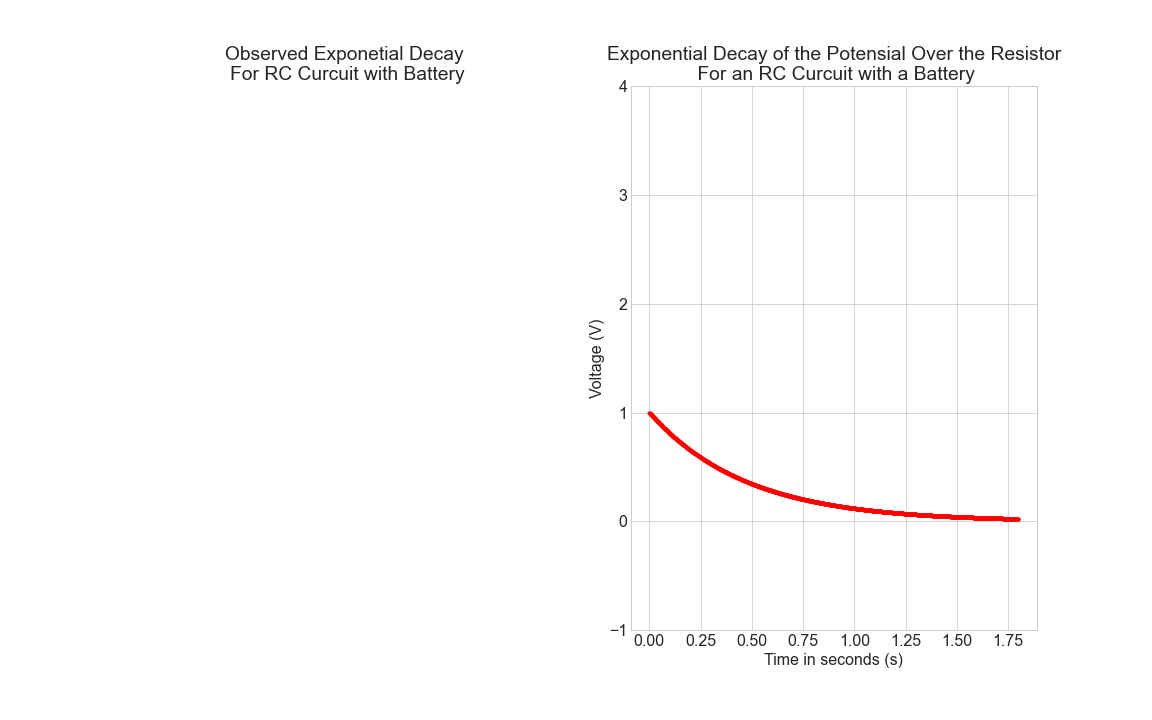 Observed Exponetial Decay
For RC Curcuit with Battery
Exponential Decay of the Potensial Over the Resistor
For an RC Curcuit with a Battery
4
3
2
1
0
−1
Voltage (V)
0.00 0.25 0.50 0.75 1.00 1.25 1.50 1.75
Time in seconds (s)